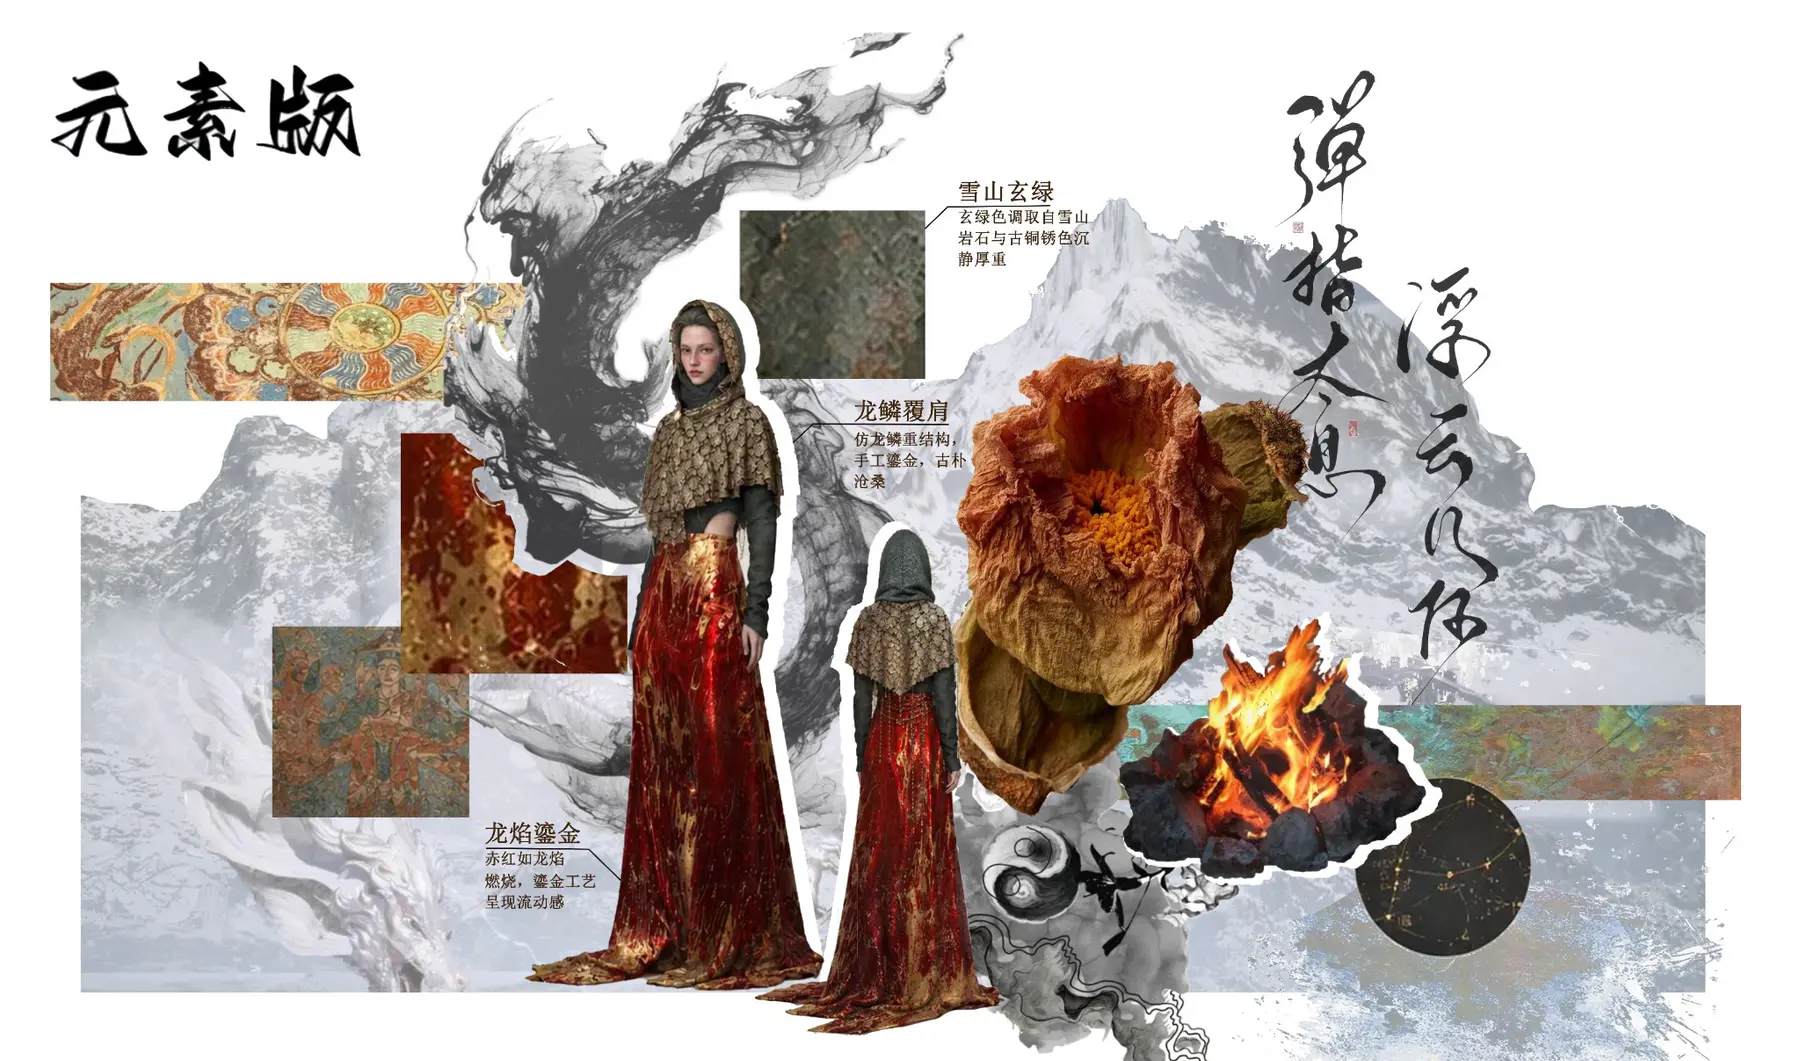 元素版
雪山玄绿
玄绿色调取自雪山
岩石与古铜锈色沉
静厚重
龙鳞覆肩
仿龙鳞重结构，
手工鎏金，古朴
沧桑
龙焰鎏金
赤红如龙焰
燃烧，鎏金工艺
呈现流动感
彈指太息
浮云几何